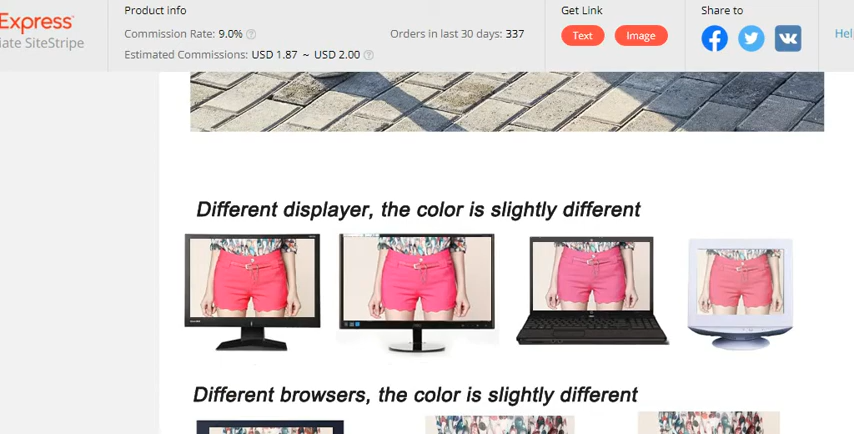 Express
Product info
Get Link
Share to
Commission Rate: 9.0%
Orders in last 30 days: 337
Text
Image
iate SiteStripe
Estimated Commissions: USD 1.87 ~ USD 2.00
Different displayer, the color is slightly different
Different browsers, the color is slightly different